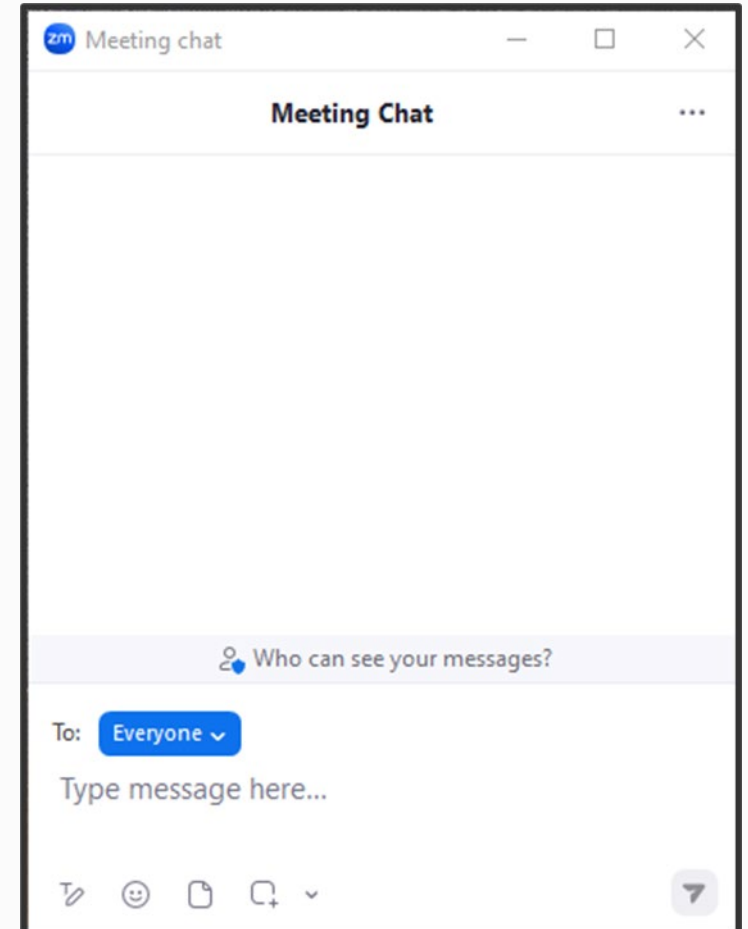 zm Meeting chat
Meeting Chat
Who can see your messages?
To: Everyone
Type message here...